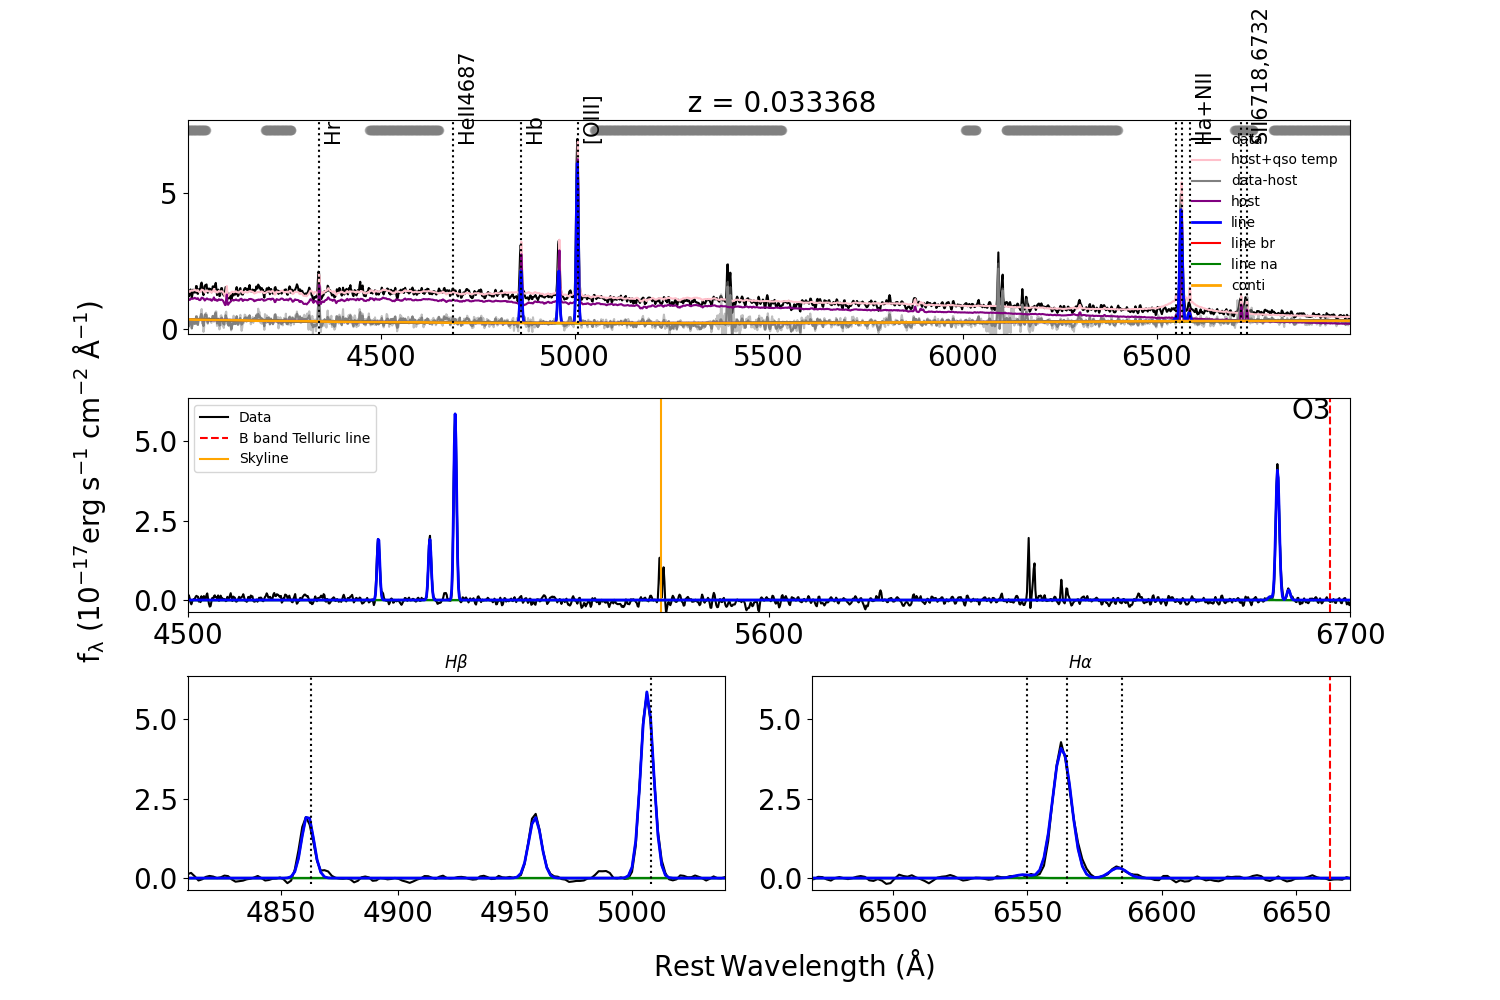 z = 0.033368
Hr
HeII4687
Hb
[OIII]
Ha+NII
SII6718,6732
data
host+qso temp
data-host
host
line
line br
line na
conti
5
0
4500
5000
5500
6000
6500
f_λ (10⁻¹⁷erg s⁻¹ cm⁻² Å⁻¹)
Data
B band Telluric line
Skyline
O3
5.0
2.5
0.0
4500
5600
6700
Hβ
5.0
2.5
0.0
4850
4900
4950
5000
Hα
5.0
2.5
0.0
6500
6550
6600
6650
Rest Wavelength (Å)